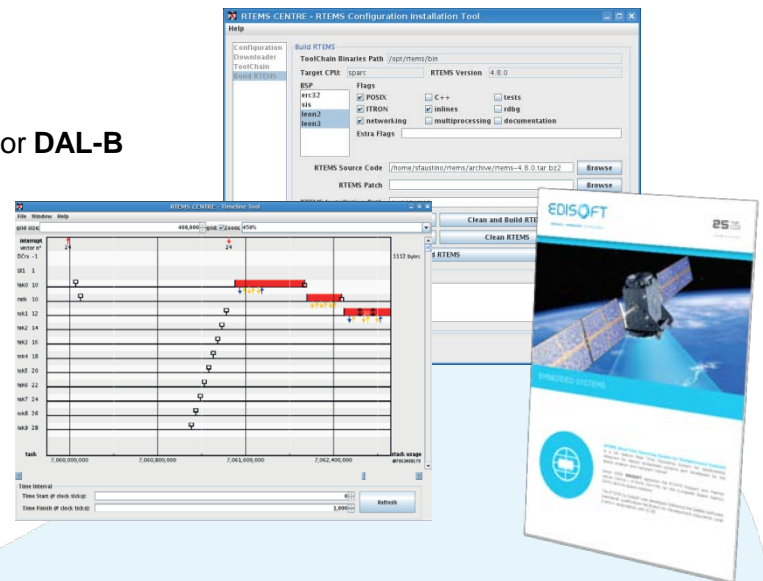 RTEMS CENTRE - RTEMS Configuration Installation Tool
Help
Configuration
Downloader
ToolChain
Build RTEMS
Build RTEMS
ToolChain Binaries Path /opt/rtems/bin
Target CPU: sparc RTEMS Version 4.8.0
BSP Flags
erc32 POSIX C++ tests
sis ITRON inlines rdbg
leon2 networking multiprocessing documentation
leon3 Extra Flags
RTEMS Source Code /home/sfaustino/rtems/archive/rtems-4.8.0.tar.bz2 Browse
RTEMS Patch Browse
Clean and Build RTE
Clean RTEMS
RTEMS
or DAL-B
RTEMS CENTRE - Timeline Tool
File Window Help
grid size: 400,000 grid: Zoom: 450%
interrupt
vector nº 24 24
1112 bytes
10
10
tsk1 12
tsk2 14
tsk3 16
tsk4 18
tsk5 20
tsk6 22
tsk7 24
tsk8 26
tsk9 28
task 7,060,000,000 7,060,800,000 7,061,600,000 7,062,400,000 stack usage
Time Interval
Time Start (# clock ticks): 0
Time Finish (# clock ticks): 1,000
Refresh
EDISOFT
25
EMBEDDED SYSTEMS